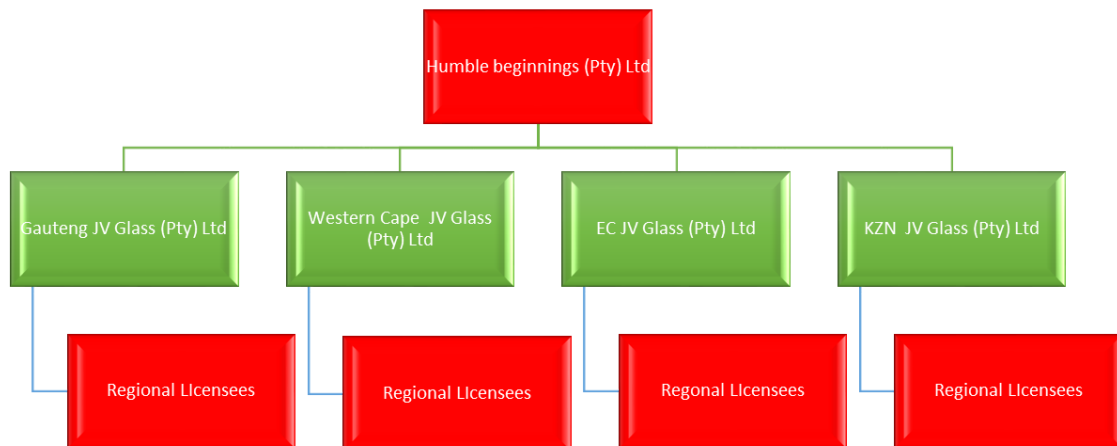 Humble beginnings (Pty) Ltd
Gauteng JV Glass (Pty) Ltd
Western Cape  JV Glass
(Pty) Ltd
EC JV Glass (Pty) Ltd
KZN  JV Glass (Pty) Ltd
Regional LIcensees
Regional LIcensees
Regonal LIcensees
Regional LIcensees